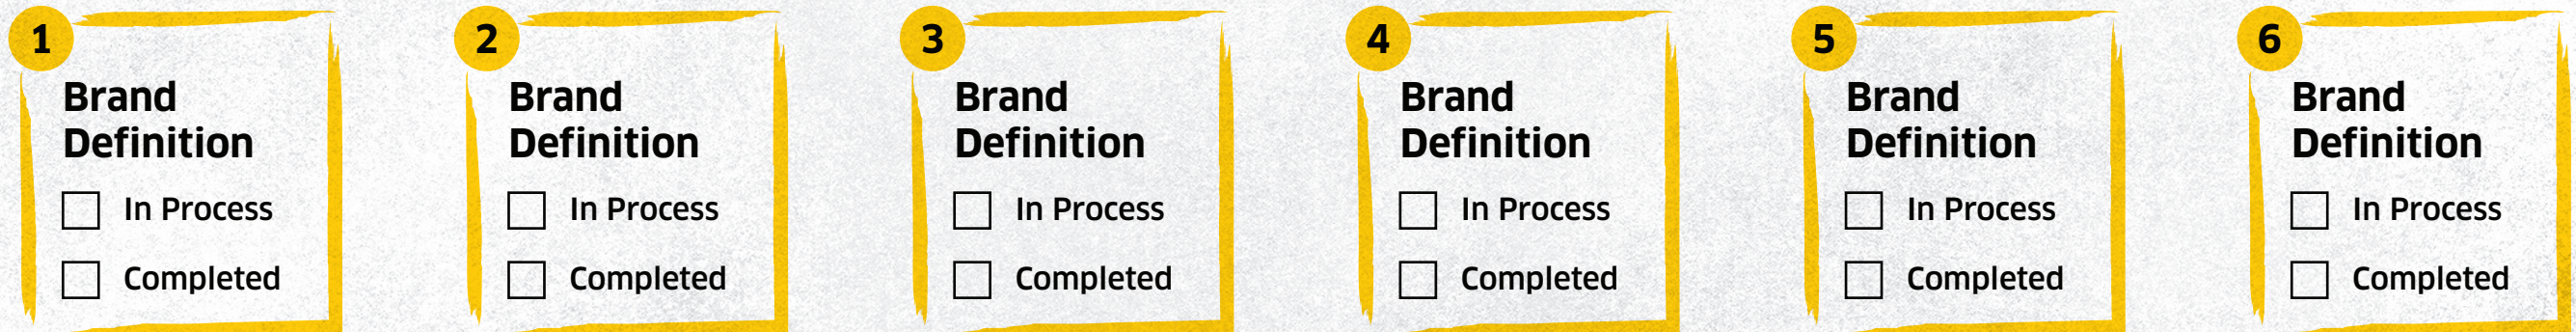 1
Brand
Definition
In Process
Completed
2
Brand
Definition
In Process
Completed
3
Brand
Definition
In Process
Completed
4
Brand
Definition
In Process
Completed
5
Brand
Definition
In Process
Completed
6
Brand
Definition
In Process
Completed